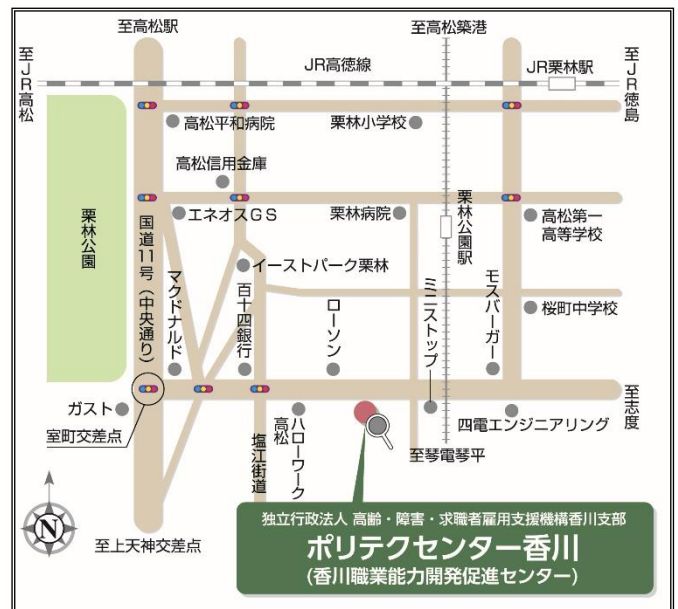 至高松駅
至高松築港
至JR高松
JR高徳線
JR栗林駅
至JR徳島
高松平和病院
栗林小学校
高松信用金庫
エネオスGS
栗林病院
栗林公園駅
高松第一
高等学校
栗林公園
国道11号(中央通り)
マクドナルド
イーストパーク栗林
百十四銀行
ローソン
ミニストップ
モスバーガー
桜町中学校
ガスト
室町交差点
塩江街道
ハローワーク
高松
四電エンジニアリング
至志度
至琴電琴平
N
至上天神交差点
独立行政法人 高齢・障害・求職者雇用支援機構香川支部
ポリテクセンター香川
(香川職業能力開発促進センター)